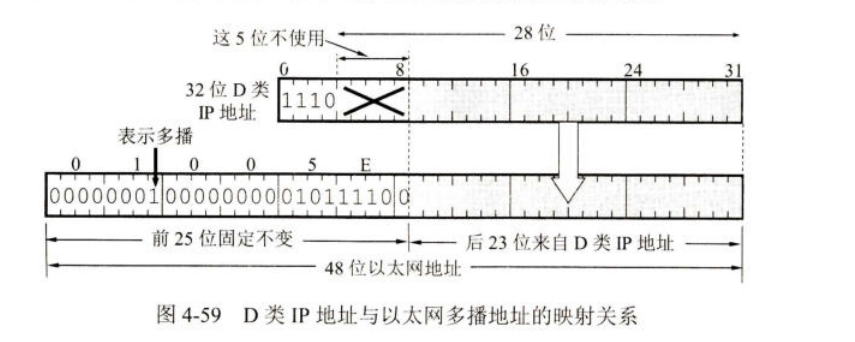 28 位
这 5 位不使用
0 8 16 24 31
32 位 D 类
IP 地址
1110
表示多播
0 1 0 0 5 E
00000001 00000000 01011110 0
前 25 位固定不变
后 23 位来自 D 类 IP 地址
48 位以太网地址
图 4-59 D 类 IP 地址与以太网多播地址的映射关系